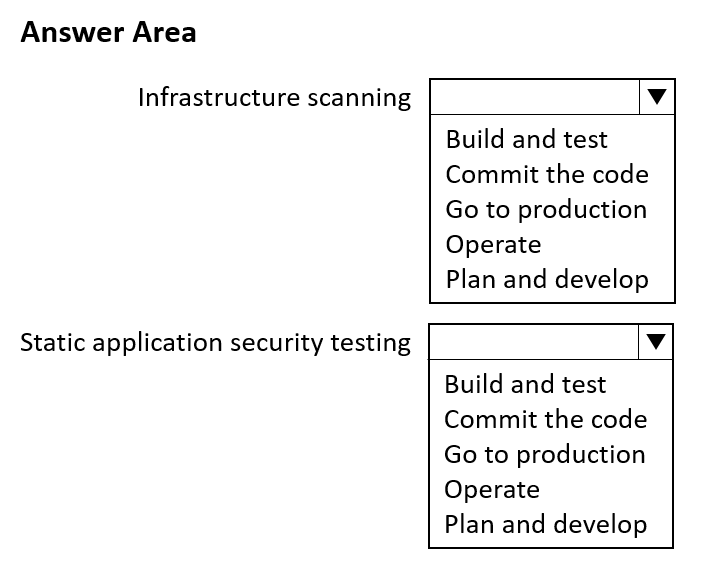 Answer Area
Infrastructure scanning
Build and test
Commit the code
Go to production
Operate
Plan and develop
Static application security testing
Build and test
Commit the code
Go to production
Operate
Plan and develop